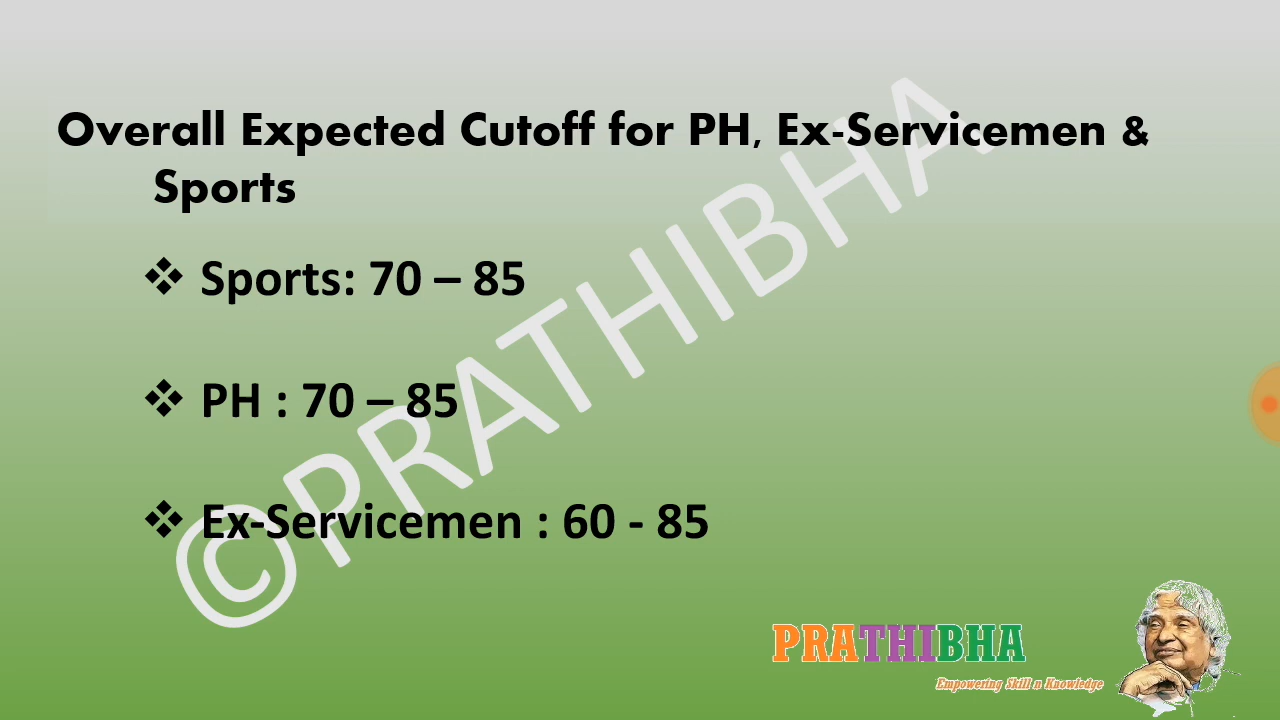 Overall Expected Cutoff for PH, Ex-Servicemen &
Sports
❖ Sports: 70 – 85
❖ PH : 70 – 85
❖ Ex-Servicemen : 60 - 85
©PRATHIBHA
PRATHIBHA
Empowering Skill n Knowledge